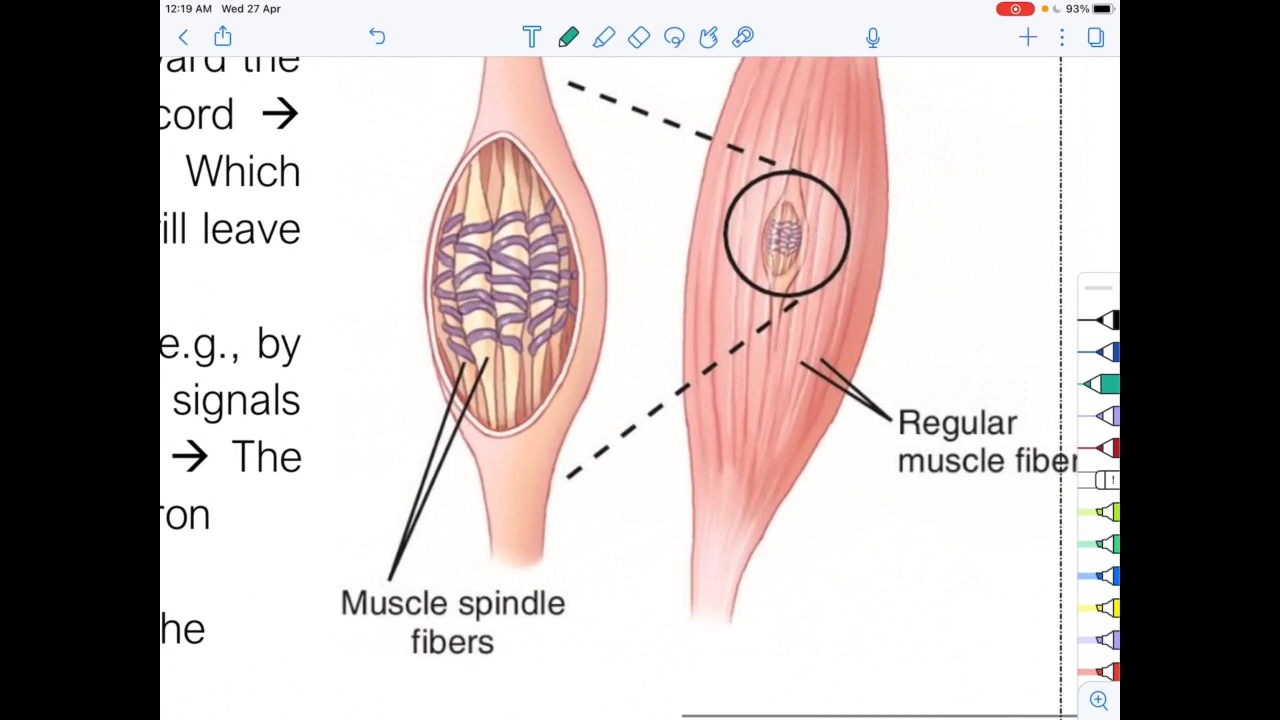 12:19 AM Wed 27 Apr
93%
T
ward the
cord →
Which
ill leave
e.g., by
signals
→ The
ron
he
Regular
muscle fiber
Muscle spindle
fibers